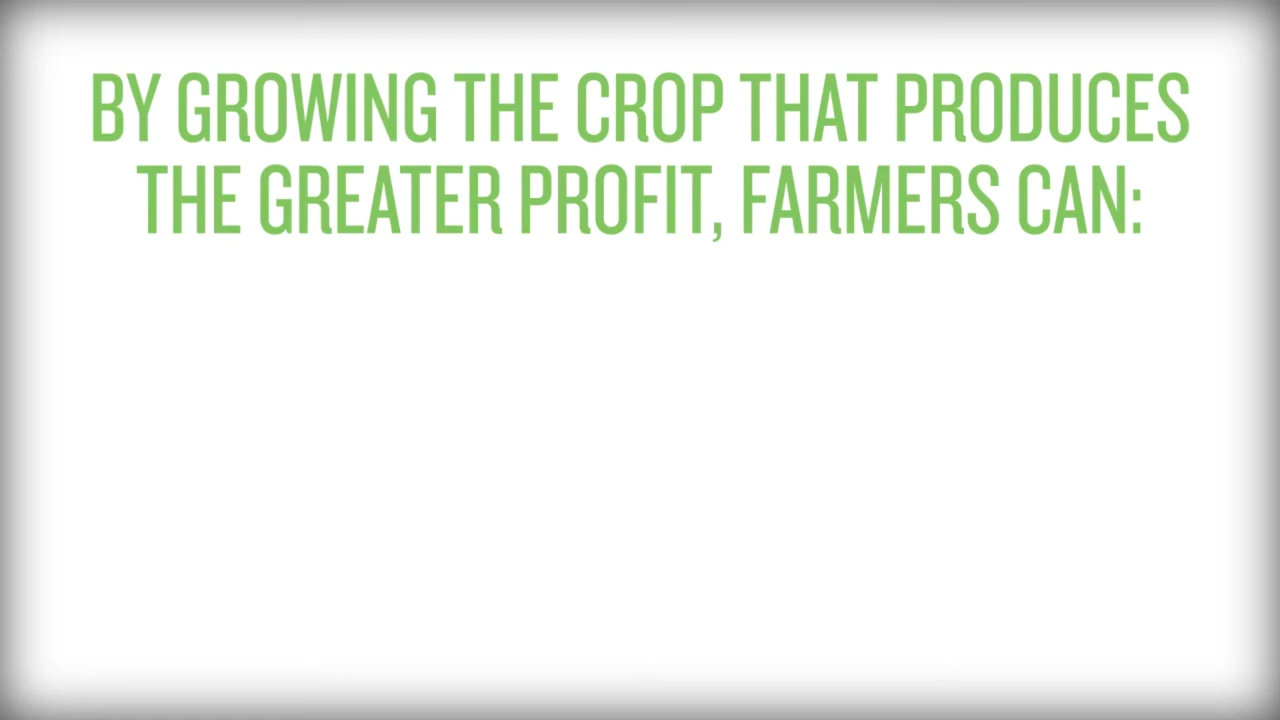 BY GROWING THE CROP THAT PRODUCES
THE GREATER PROFIT, FARMERS CAN: